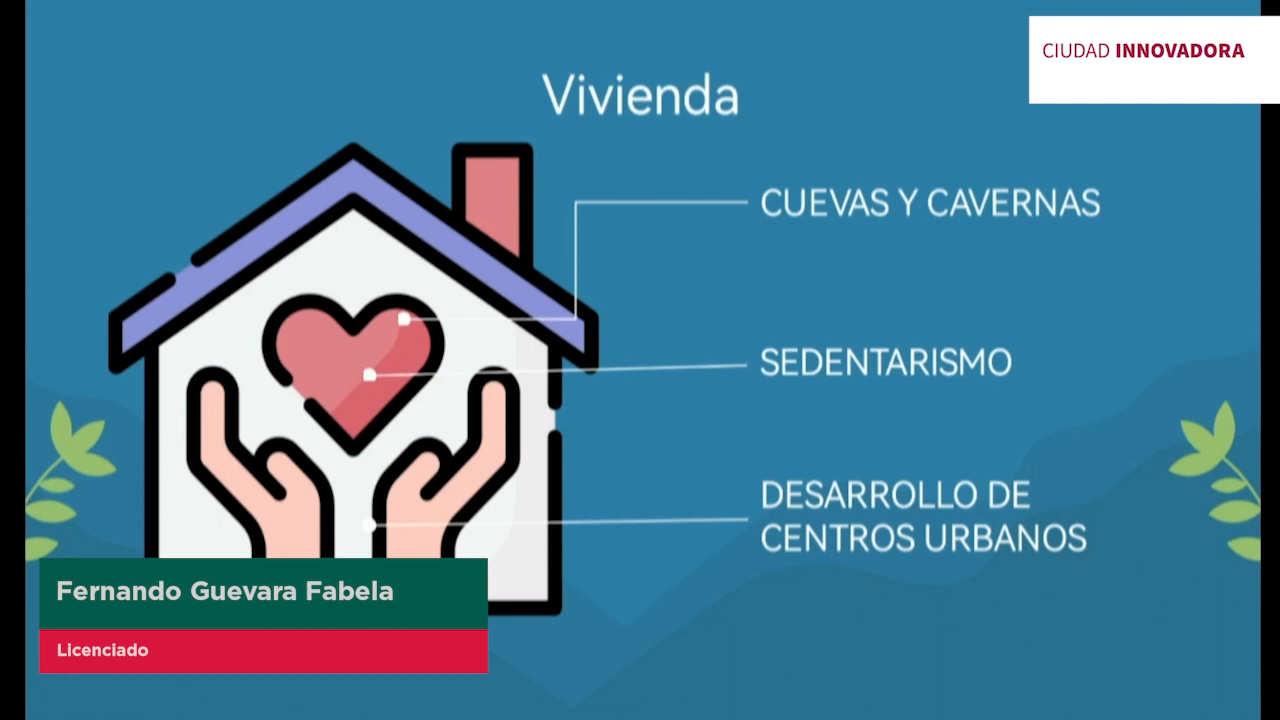 CIUDAD INNOVADORA
Vivienda
CUEVAS Y CAVERNAS
SEDENTARISMO
DESARROLLO DE
CENTROS URBANOS
Fernando Guevara Fabela
Licenciado